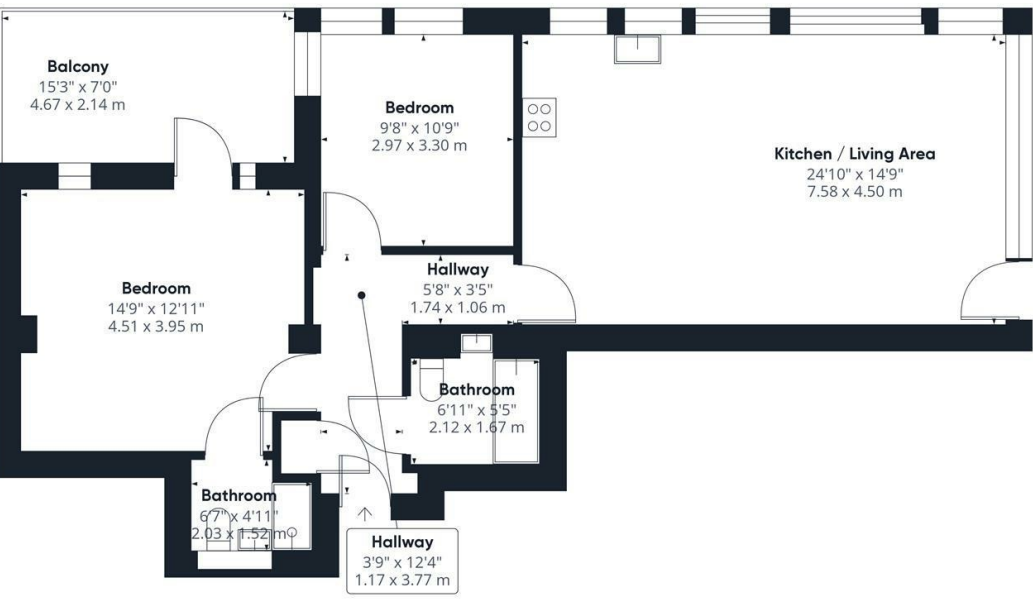 Balcony
15'3" x 7'0"
4.67 x 2.14 m
Bedroom
9'8" x 10'9"
2.97 x 3.30 m
Kitchen / Living Area
24'10" x 14'9"
7.58 x 4.50 m
Bedroom
14'9" x 12'11"
4.51 x 3.95 m
Hallway
5'8" x 3'5"
1.74 x 1.06 m
Bathroom
6'11" x 5'5"
2.12 x 1.67 m
Bathroom
6'7" x 4'11"
2.03 x 1.52 m
Hallway
3'9" x 12'4"
1.17 x 3.77 m